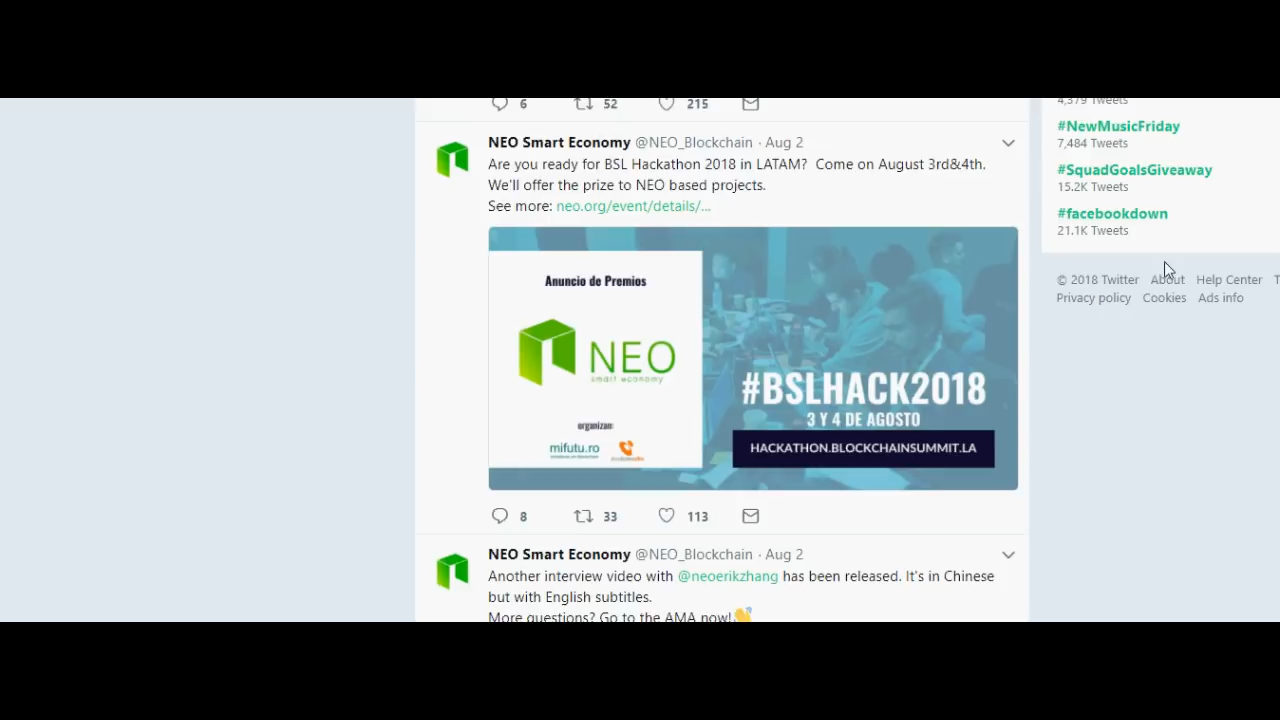 6 52 215
4,379 Tweets
#NewMusicFriday
7,484 Tweets
#SquadGoalsGiveaway
15.2K Tweets
#facebookdown
21.1K Tweets
© 2018 Twitter About Help Center T
Privacy policy Cookies Ads info
NEO Smart Economy @NEO_Blockchain · Aug 2
Are you ready for BSL Hackathon 2018 in LATAM? Come on August 3rd&4th.
We'll offer the prize to NEO based projects.
See more: neo.org/event/details/...
Anuncio de Premios
NEO
smart economy
organizan:
mifutu.ro
#BSLHACK2018
3 Y 4 DE AGOSTO
HACKATHON.BLOCKCHAINSUMMIT.LA
8 33 113
NEO Smart Economy @NEO_Blockchain · Aug 2
Another interview video with @neoerikzhang has been released. It's in Chinese
but with English subtitles.
More questions? Go to the AMA now!👋